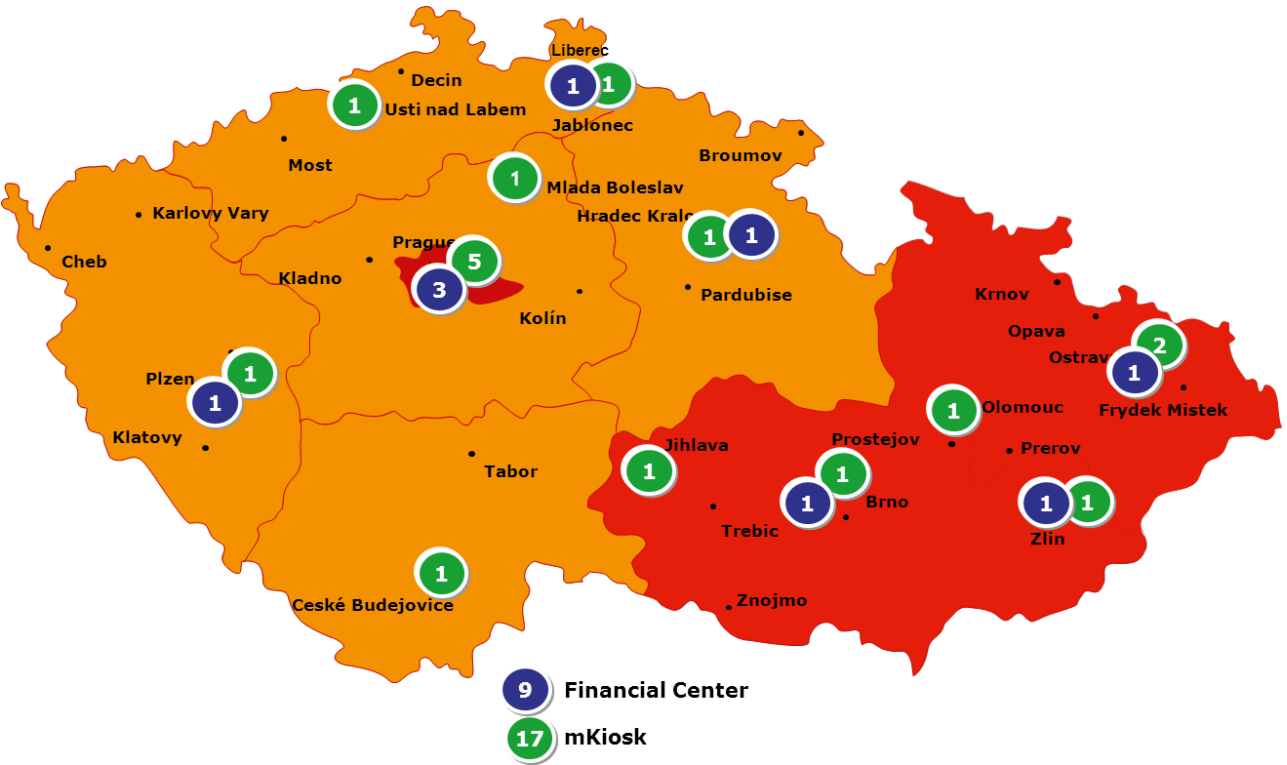 Liberec
1 1
Jablonec
Decin
1
Usti nad Labem
Most
Broumov
1
Mlada Boleslav
Karlovy Vary
Hradec Kralo
1 1
Prague
5
3
Cheb
Kladno
Kolín
Pardubise
Krnov
Opava
Ostrav
2
1
Frydek Mistek
Plzen
1
1
Klatovy
Tabor
1
Olomouc
Prostejov
Prerov
Jihlava
1
1
1
Brno
Trebic
1 1
Zlin
1
Ceské Budejovice
Znojmo
9 Financial Center
17 mKiosk